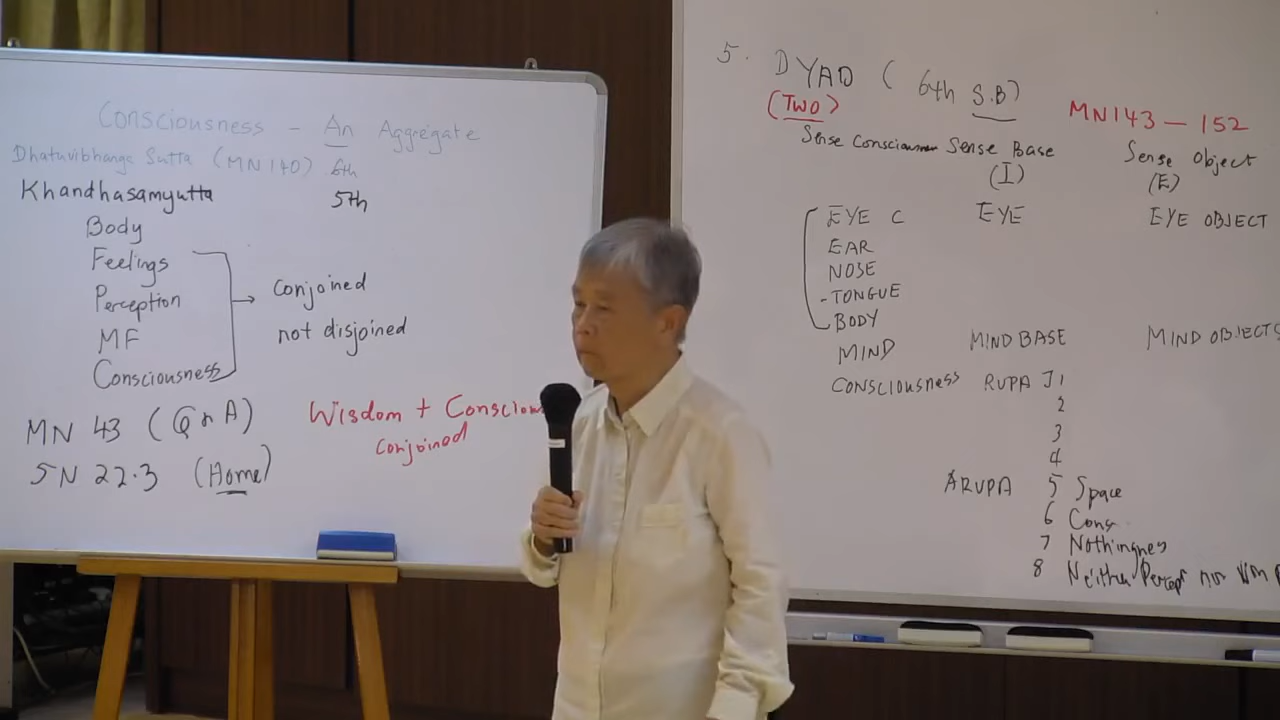 Consciousness - An Aggregate
Dhatuvibhanga Sutta (MN 140) 6th
Khandhasamyutta 5th
Body
Feelings
Perception
MF
Consciousness
conjoined
not disjoined
MN 43 (Q n A)
SN 22.3 (Home)
Wisdom + Consciousn
conjoined
5. DYAD (6th S.B)
(TWO)
MN143 - 152
Sense Consciousness Sense Base Sense Object
(I) (E)
EYE C EYE EYE OBJECT
EAR
NOSE
-TONGUE
BODY
MIND MIND BASE MIND OBJECTS
CONSCIOUSNESS RUPA J1
2
3
4
ARUPA 5 Space
6 Cons
7 Nothingness
8 Neither Percept nor